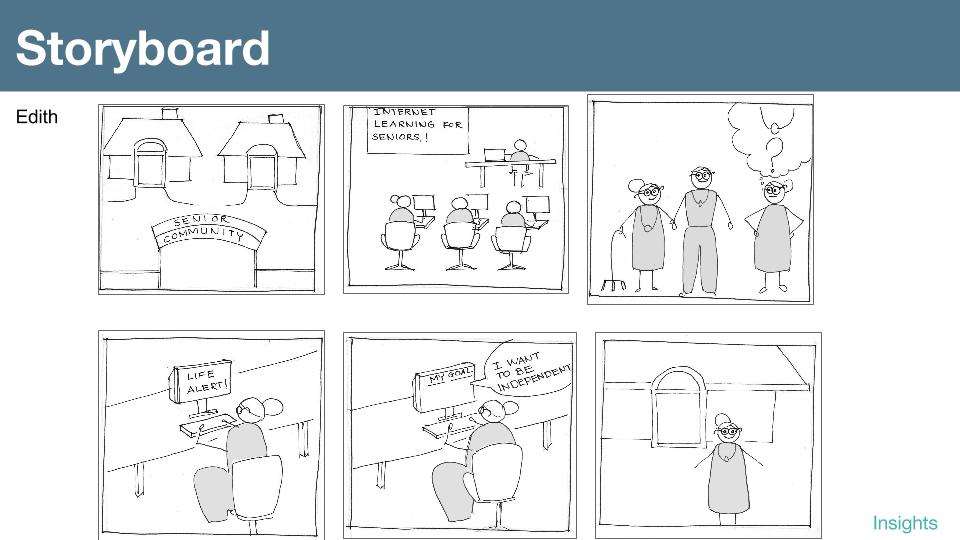 Storyboard
Edith
SENIOR
COMMUNITY
INTERNET
LEARNING FOR
SENIORS!
?
LIFE
ALERT!
MY GOAL
I WANT
TO BE
INDEPENDENT
Insights